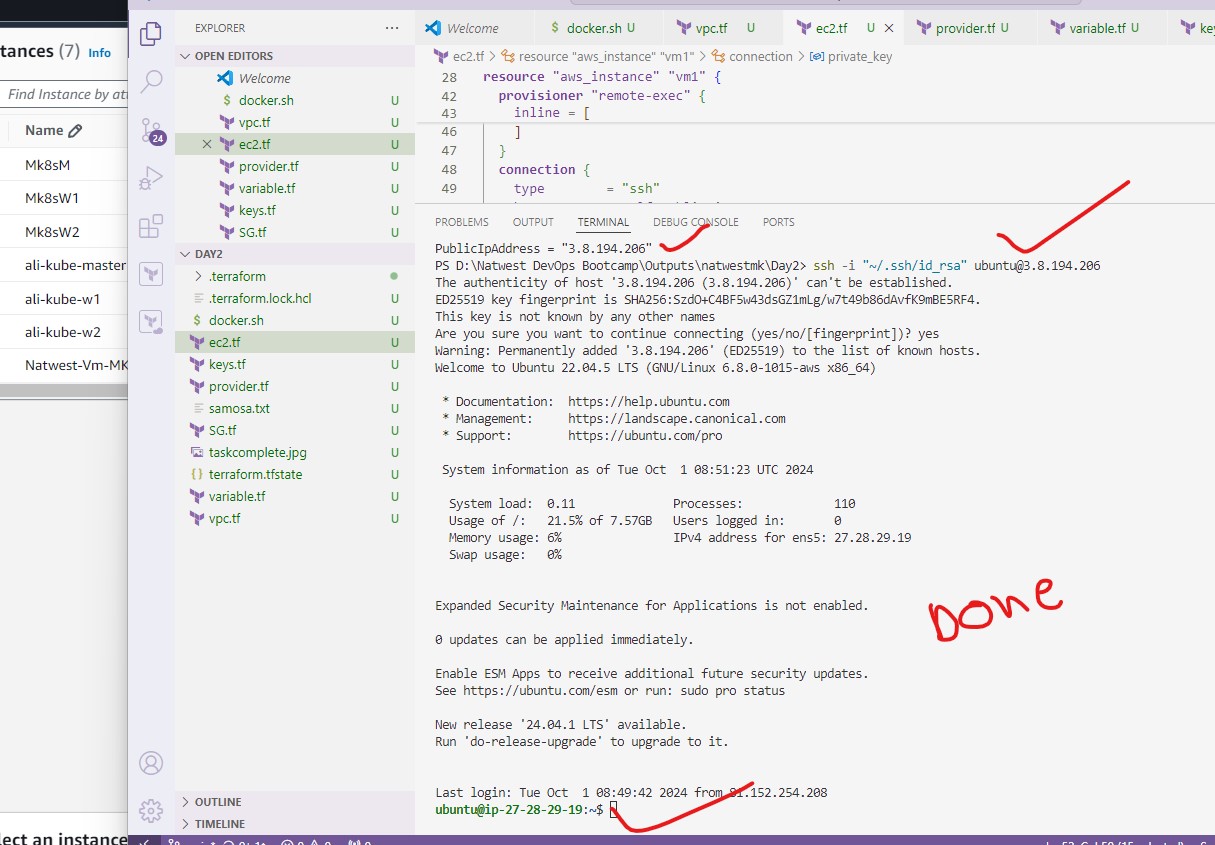 tances (7) Info
Find Instance by att
Name
Mk8sM
Mk8sW1
Mk8sW2
ali-kube-master
ali-kube-w1
ali-kube-w2
Natwest-Vm-MK
lect an instance
24
EXPLORER ...
OPEN EDITORS
Welcome
$ docker.sh U
vpc.tf U
ec2.tf U
provider.tf U
variable.tf U
keys.tf U
SG.tf U
DAY2
.terraform
.terraform.lock.hcl U
$ docker.sh U
ec2.tf U
keys.tf U
provider.tf U
samosa.txt U
SG.tf U
taskcomplete.jpg U
{} terraform.tfstate U
variable.tf U
vpc.tf U
OUTLINE
TIMELINE
Welcome $ docker.sh U vpc.tf U ec2.tf U provider.tf U variable.tf U
ec2.tf > resource "aws_instance" "vm1" > connection > private_key
28 resource "aws_instance" "vm1" {
42 provisioner "remote-exec" {
43 inline = [
46 ]
47 }
48 connection {
49 type = "ssh"
PROBLEMS OUTPUT TERMINAL DEBUG CONSOLE PORTS
PublicIpAddress = "3.8.194.206"
PS D:\Natwest DevOps Bootcamp\Outputs\natwestmk\Day2> ssh -i "~/.ssh/id_rsa" ubuntu@3.8.194.206
The authenticity of host '3.8.194.206 (3.8.194.206)' can't be established.
ED25519 key fingerprint is SHA256:SzdO+C4BF5w43dsGZ1mLg/w7t49b86dAvfK9mBE5RF4.
This key is not known by any other names
Are you sure you want to continue connecting (yes/no/[fingerprint])? yes
Warning: Permanently added '3.8.194.206' (ED25519) to the list of known hosts.
Welcome to Ubuntu 22.04.5 LTS (GNU/Linux 6.8.0-1015-aws x86_64)
* Documentation: https://help.ubuntu.com
* Management: https://landscape.canonical.com
* Support: https://ubuntu.com/pro
System information as of Tue Oct 1 08:51:23 UTC 2024
System load: 0.11 Processes: 110
Usage of /: 21.5% of 7.57GB Users logged in: 0
Memory usage: 6% IPv4 address for ens5: 27.28.29.19
Swap usage: 0%
Expanded Security Maintenance for Applications is not enabled.
Done
0 updates can be applied immediately.
Enable ESM Apps to receive additional future security updates.
See https://ubuntu.com/esm or run: sudo pro status
New release '24.04.1 LTS' available.
Run 'do-release-upgrade' to upgrade to it.
Last login: Tue Oct 1 08:49:42 2024 from 81.152.254.208
ubuntu@ip-27-28-29-19:~$